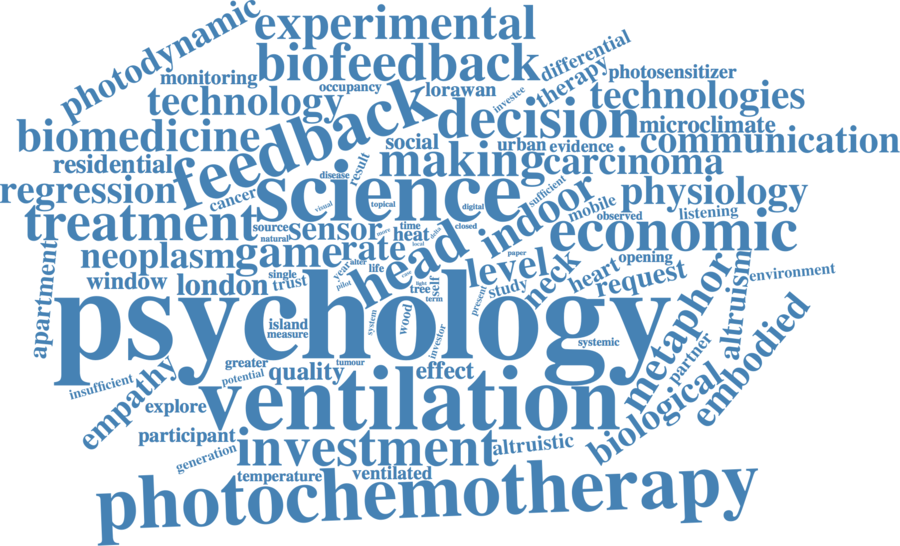 photodynamic
experimental
biofeedback
differential
therapy
photosensitizer
monitoring
occupancy
lorawan
investee
technology
technologies
feedback
decision
microclimate
communication
biomedicine
social
urban
evidence
residential
result
making
carcinoma
disease
regression
cancer
science
visual
topical
digital
sufficient
physiology
mobile
observed
listening
treatment
source
sensor
time
heat
closed
indoor
economic
natural
more
delta
local
neoplasm
game
rate
head
level
paper
neck
heart
opening
request
environment
apartment
window
london
single
trust
year
after
life
pilot
light
tree
self
term
present
study
metaphor
altruism
psychology
island
measure
system
wood
investor
systemic
embodied
partner
greater
potential
tumour
quality
effect
insufficient
empathy
explore
ventilation
biological
participant
investment
altruistic
generation
temperature
ventilated
photochemotherapy